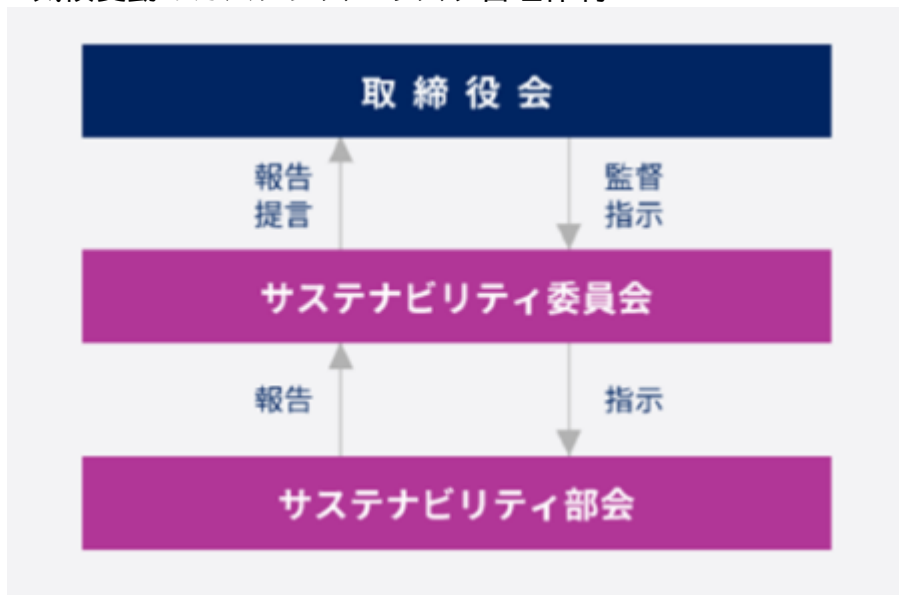 取締役会
報告
提言
監督
指示
サステナビリティ委員会
報告
指示
サステナビリティ部会